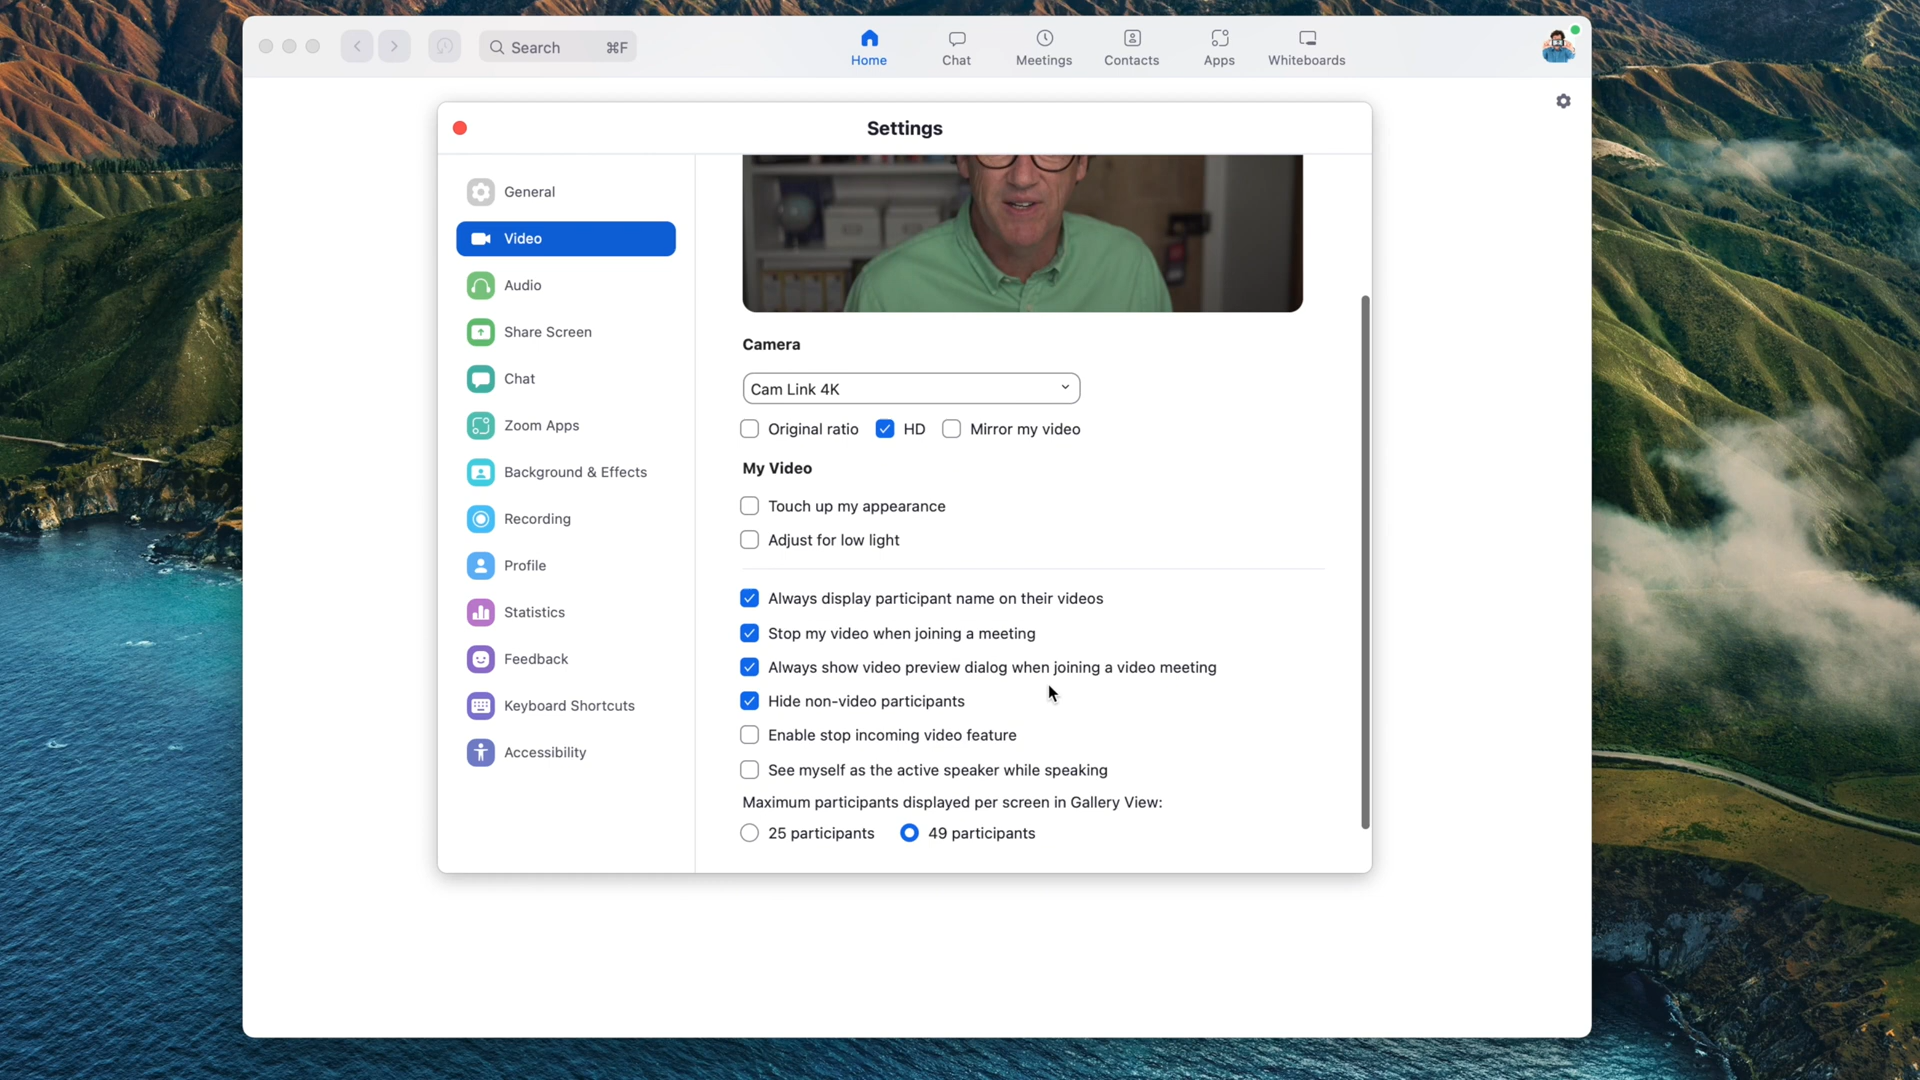 Search ⌘F
Home
Chat
Meetings
Contacts
Apps
Whiteboards
Settings
General
Video
Audio
Share Screen
Chat
Zoom Apps
Background & Effects
Recording
Profile
Statistics
Feedback
Keyboard Shortcuts
Accessibility
Camera
Cam Link 4K
Original ratio HD Mirror my video
My Video
Touch up my appearance
Adjust for low light
Always display participant name on their videos
Stop my video when joining a meeting
Always show video preview dialog when joining a video meeting
Hide non-video participants
Enable stop incoming video feature
See myself as the active speaker while speaking
Maximum participants displayed per screen in Gallery View:
25 participants 49 participants